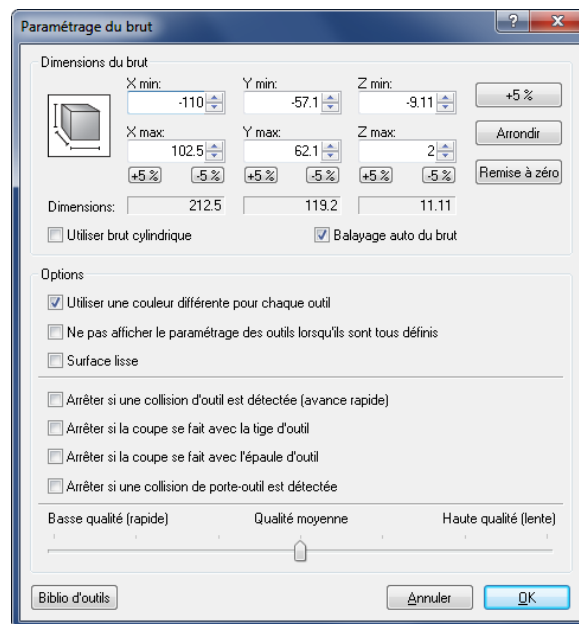 Paramétrage du brut
Dimensions du brut
X min: Y min: Z min:
-110 -57.1 -9.11 +5 %
X max: Y max: Z max: Arrondir
102.5 62.1 2
+5 % -5 % +5 % -5 % +5 % -5 % Remise à zéro
Dimensions: 212.5 119.2 11.11
Utiliser brut cylindrique Balayage auto du brut
Options
Utiliser une couleur différente pour chaque outil
Ne pas afficher le paramétrage des outils lorsqu'ils sont tous définis
Surface lisse
Arrêter si une collision d'outil est détectée (avance rapide)
Arrêter si la coupe se fait avec la tige d'outil
Arrêter si la coupe se fait avec l'épaule d'outil
Arrêter si une collision de porte-outil est détectée
Basse qualité (rapide) Qualité moyenne Haute qualité (lente)
Biblio d'outils Annuler OK